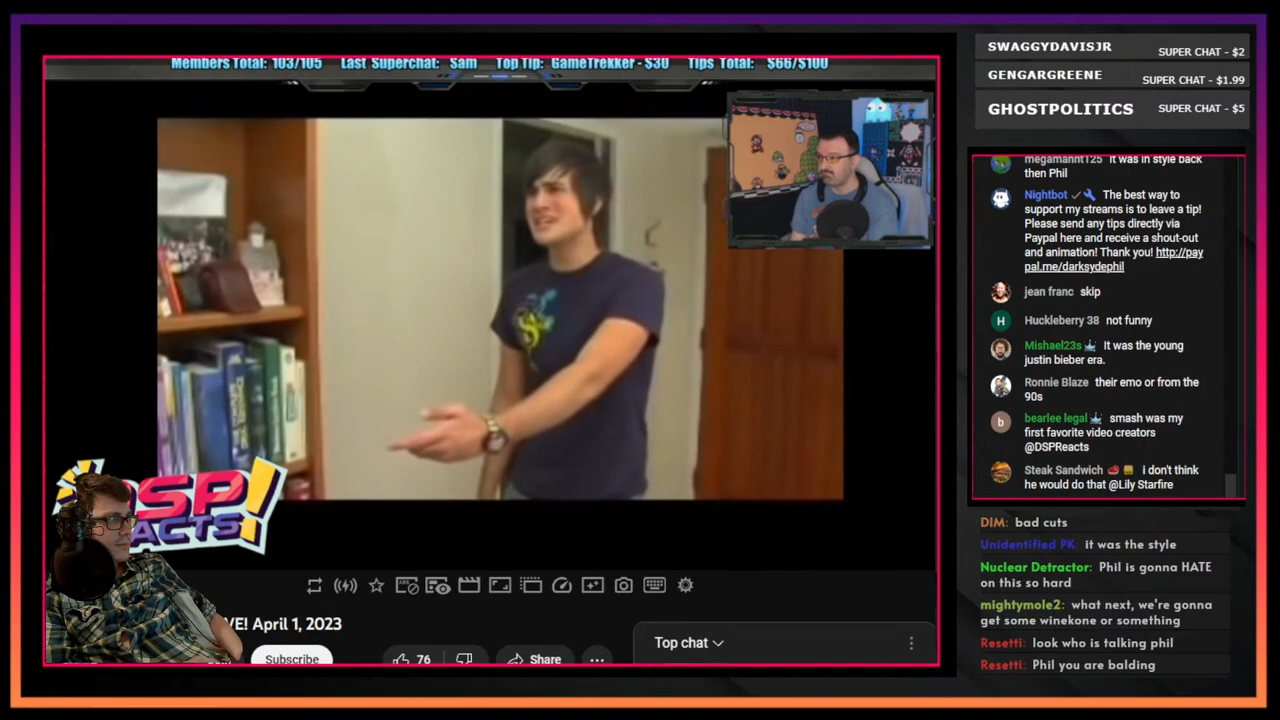 Members Total: 103/105 Last Superchat: Sam Top Tip: GameTrekker - $30 Tips Total: $66/$100
DSP
REACTS!
VE! April 1, 2023
Subscribe
76
Share
Top chat
SWAGGYDAVISJR SUPER CHAT - $2
GENGARGREENE SUPER CHAT - $1.99
GHOSTPOLITICS SUPER CHAT - $5
megamannt125 It was in style back
then Phil
Nightbot The best way to
support my streams is to leave a tip!
Please send any tips directly via
Paypal here and receive a shout-out
and animation! Thank you! http://pay
pal.me/darksydephil
jean franc skip
H Huckleberry 38 not funny
Mishael23s It was the young
justin bieber era.
Ronnie Blaze their emo or from the
90s
b bearlee legal smash was my
first favorite video creators
@DSPReacts
Steak Sandwich i don't think
he would do that @Lily Starfire
DIM: bad cuts
Unidentified PK: it was the style
Nuclear Detractor: Phil is gonna HATE
on this so hard
mightymole2: what next, we're gonna
get some winekone or something
Resetti: look who is talking phil
Resetti: Phil you are balding